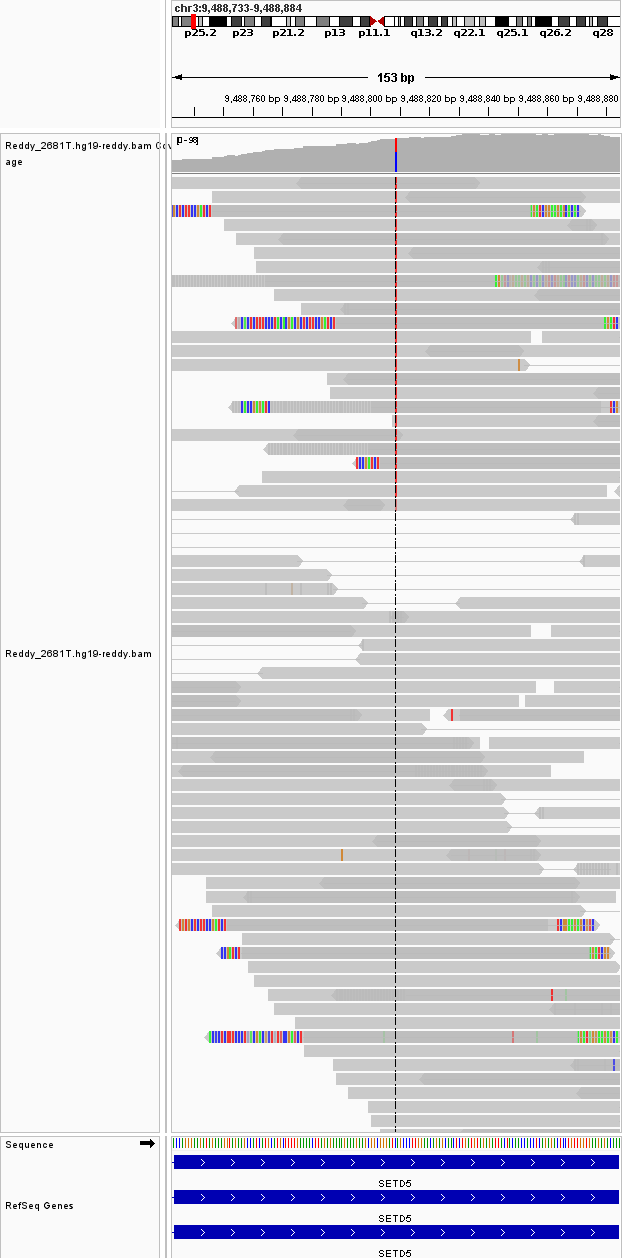 chr3:9,488,733-9,488,884
p25.2 p23 p21.2 p13 p11.1 q13.2 q22.1 q25.1 q26.2 q28
153 bp
9,488,760 bp 9,488,780 bp 9,488,800 bp 9,488,820 bp 9,488,840 bp 9,488,860 bp 9,488,880
Reddy_2681T.hg19-reddy.bam Cov
age
[0-98]
Reddy_2681T.hg19-reddy.bam
Sequence
SETD5
RefSeq Genes
SETD5
SETD5